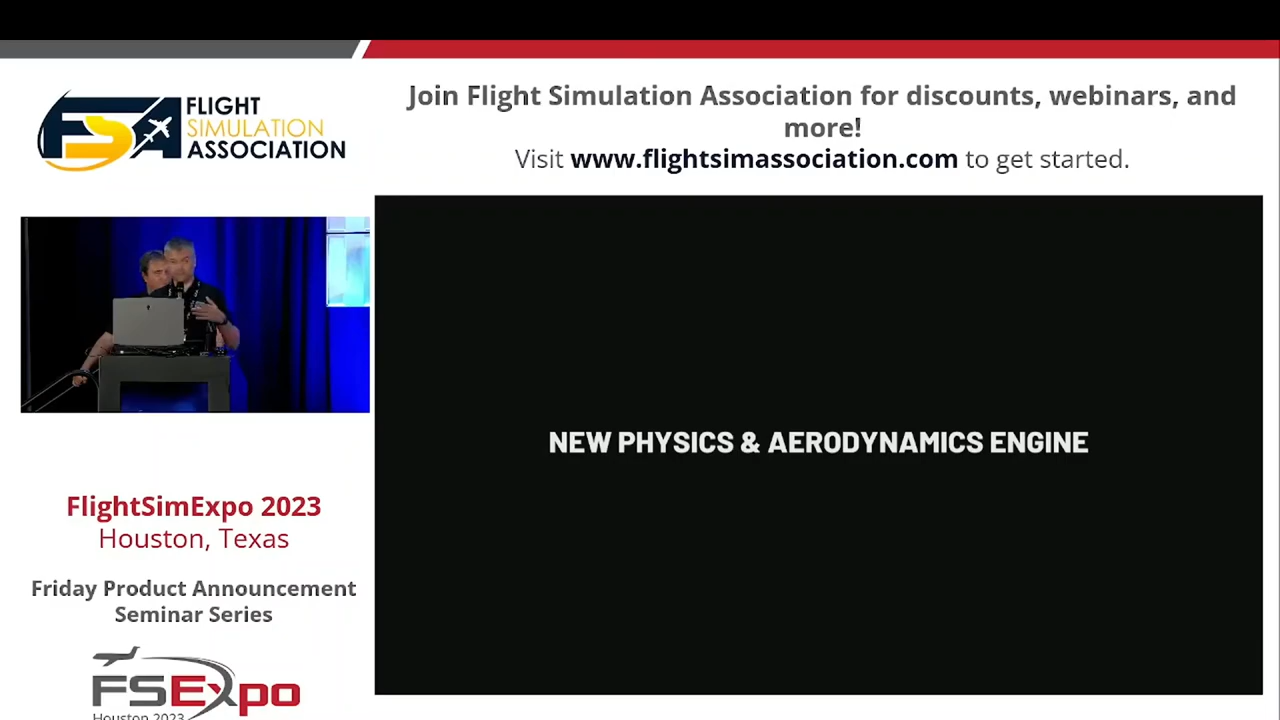 FSA
FLIGHT
SIMULATION
ASSOCIATION
Join Flight Simulation Association for discounts, webinars, and
more!
Visit www.flightsimassociation.com to get started.
NEW PHYSICS & AERODYNAMICS ENGINE
FlightSimExpo 2023
Houston, Texas
Friday Product Announcement
Seminar Series
FSExpo
Houston 2023